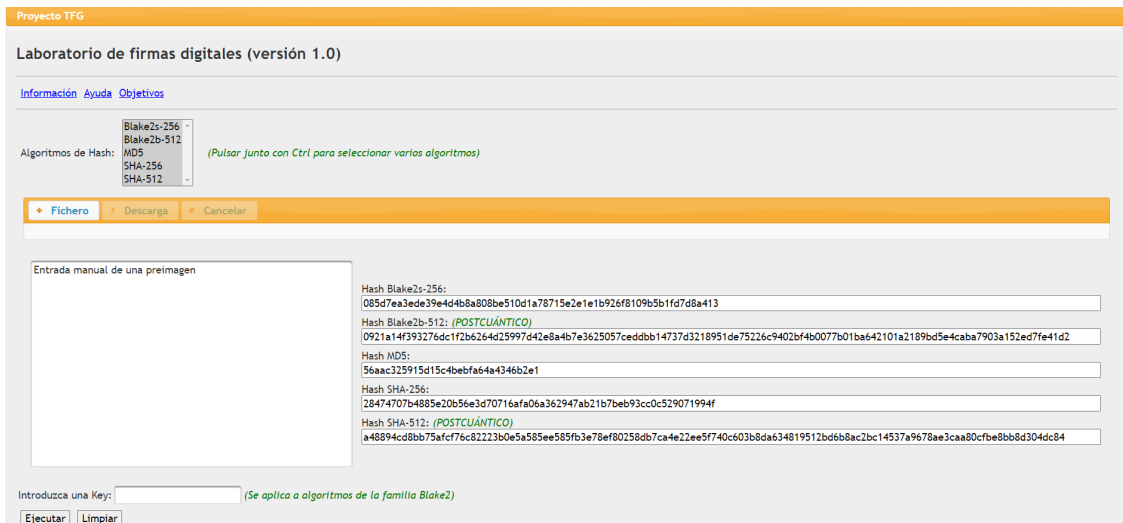 Proyecto TFG
Laboratorio de firmas digitales (versión 1.0)
Información Ayuda Objetivos
Algoritmos de Hash:
Blake2s-256
Blake2b-512
MD5
SHA-256
SHA-512
(Pulsar junto con Ctrl para seleccionar varios algoritmos)
Fichero Descarga Cancelar
Entrada manual de una preimagen
Hash Blake2s-256:
085d7ea3ede39e4d4b8a808be510d1a78715e2e1e1b926f8109b5b1fd7d8a413
Hash Blake2b-512: (POSTCUÁNTICO)
0921a14f393276dc1f2b6264d25997d42e8a4b7e3625057ceddbb14737d3218951de75226c9402bf4b0077b01ba642101a2189bd5e4caba7903a152ed7fe41d2
Hash MD5:
56aac325915d15c4bebfa64a4346b2e1
Hash SHA-256:
28474707b4885e20b56e3d70716afa06a362947ab21b7beb93cc0c529071994f
Hash SHA-512: (POSTCUÁNTICO)
a48894cd8bb75afcf76c82223b0e5a585ee585fb3e78ef80258db7ca4e22ee5f740c603b8da634819512bd6b8ac2bc14537a9678ae3caa80cfbe8bb8d304dc84
Introduzca una Key:
(Se aplica a algoritmos de la familia Blake2)
Ejecutar Limpiar